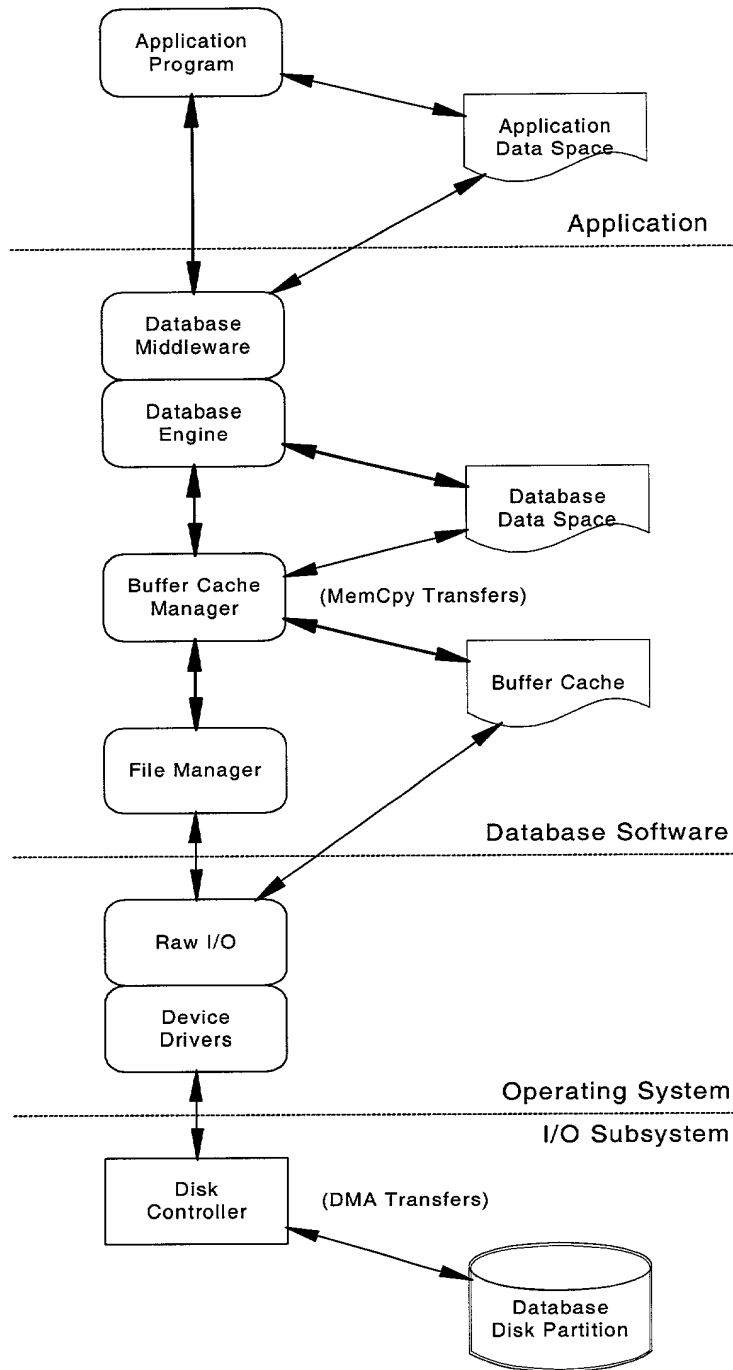 Application
Program
Application
Data Space
Application
Database
Middleware
Database
Engine
Database
Data Space
Buffer Cache
Manager
(MemCpy Transfers)
Buffer Cache
File Manager
Database Software
Raw I/O
Device
Drivers
Operating System
I/O Subsystem
Disk
Controller
(DMA Transfers)
Database
Disk Partition